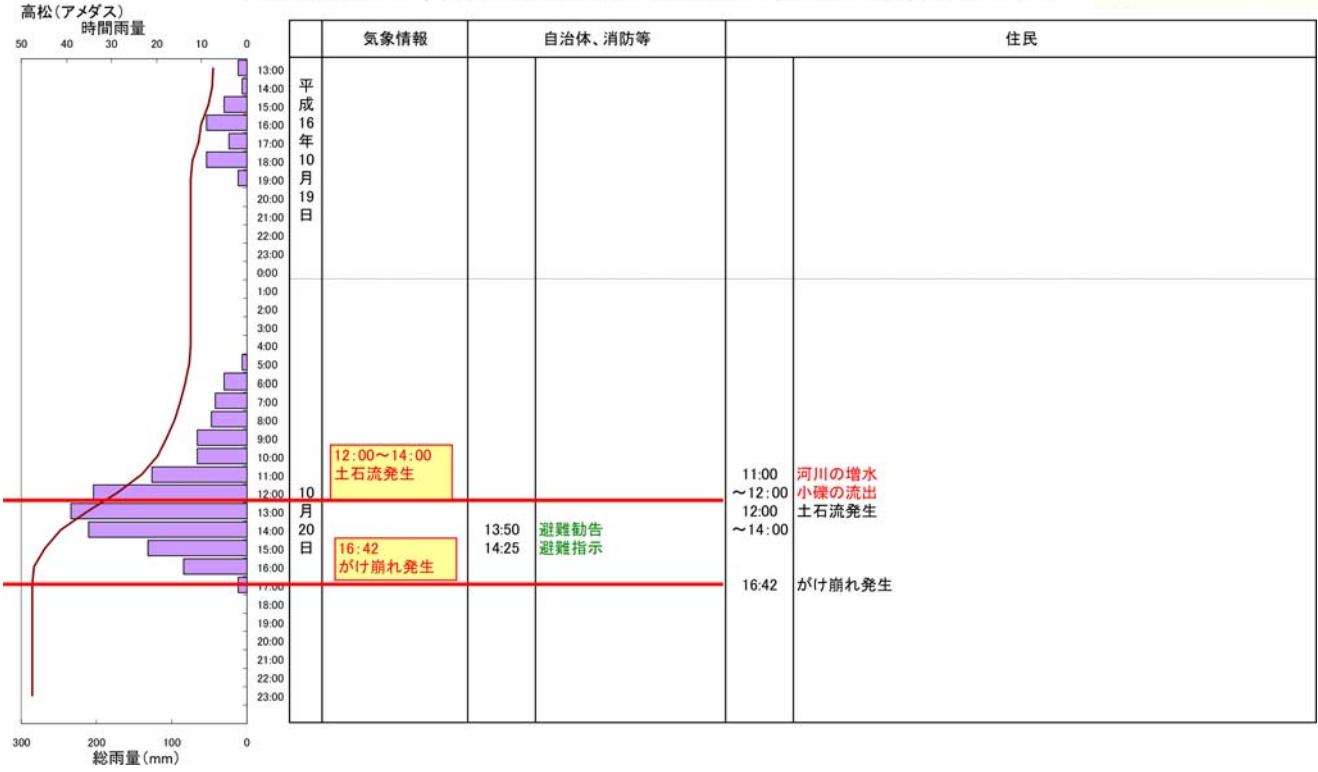 高松(アメダス)
時間雨量
50 40 30 20 10 0
気象情報 自治体、消防等 住民
13:00
14:00
15:00
16:00
17:00
18:00
19:00
20:00
21:00
22:00
23:00
0:00
1:00
2:00
3:00
4:00
5:00
6:00
7:00
8:00
9:00
10:00
11:00
12:00
13:00
14:00
15:00
16:00
17:00
18:00
19:00
20:00
21:00
22:00
23:00
平成16年10月19日
10月20日
12:00～14:00
土石流発生
16:42
がけ崩れ発生
13:50 避難勧告
14:25 避難指示
11:00 河川の増水
～12:00 小礫の流出
12:00 土石流発生
～14:00
16:42 がけ崩れ発生
300 200 100 0
総雨量(mm)